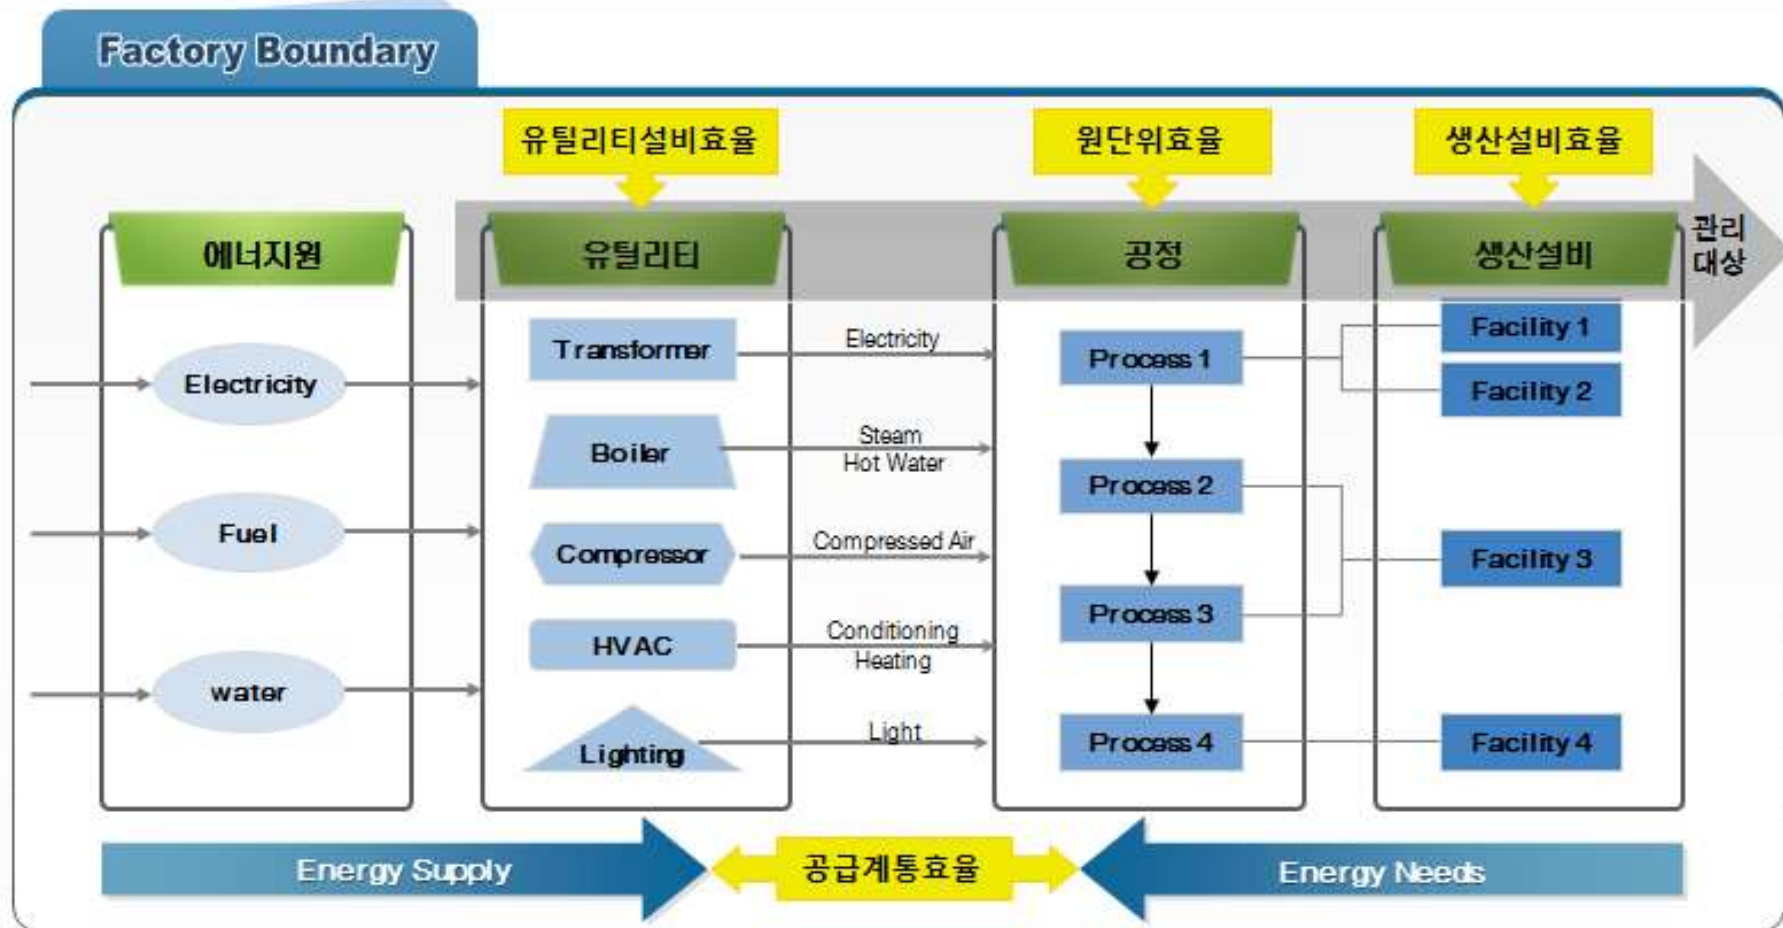 Factory Boundary
유틸리티설비효율
원단위효율
생산설비효율
에너지원
유틸리티
공정
생산설비
관리
대상
Electricity
Fuel
water
Transformer
Boiler
Compressor
HVAC
Lighting
Electricity
Steam
Hot Water
Compressed Air
Conditioning
Heating
Light
Process 1
Process 2
Process 3
Process 4
Facility 1
Facility 2
Facility 3
Facility 4
Energy Supply
공급계통효율
Energy Needs